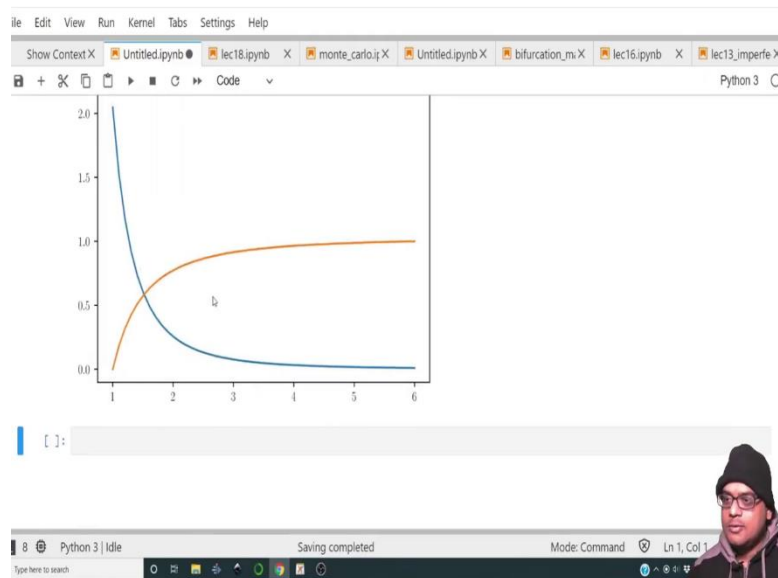 ile Edit View Run Kernel Tabs Settings Help
Show Context X Untitled.ipynb lec18.ipynb X monte_carlo.ip X Untitled.ipynb X bifurcation_m X lec16.ipynb X lec13_imperfe X
Code Python 3
2.0
1.5
1.0
0.5
0.0
1 2 3 4 5 6
[ ]:
8 Python 3 | Idle Saving completed Mode: Command Ln 1, Col 1
Type here to search